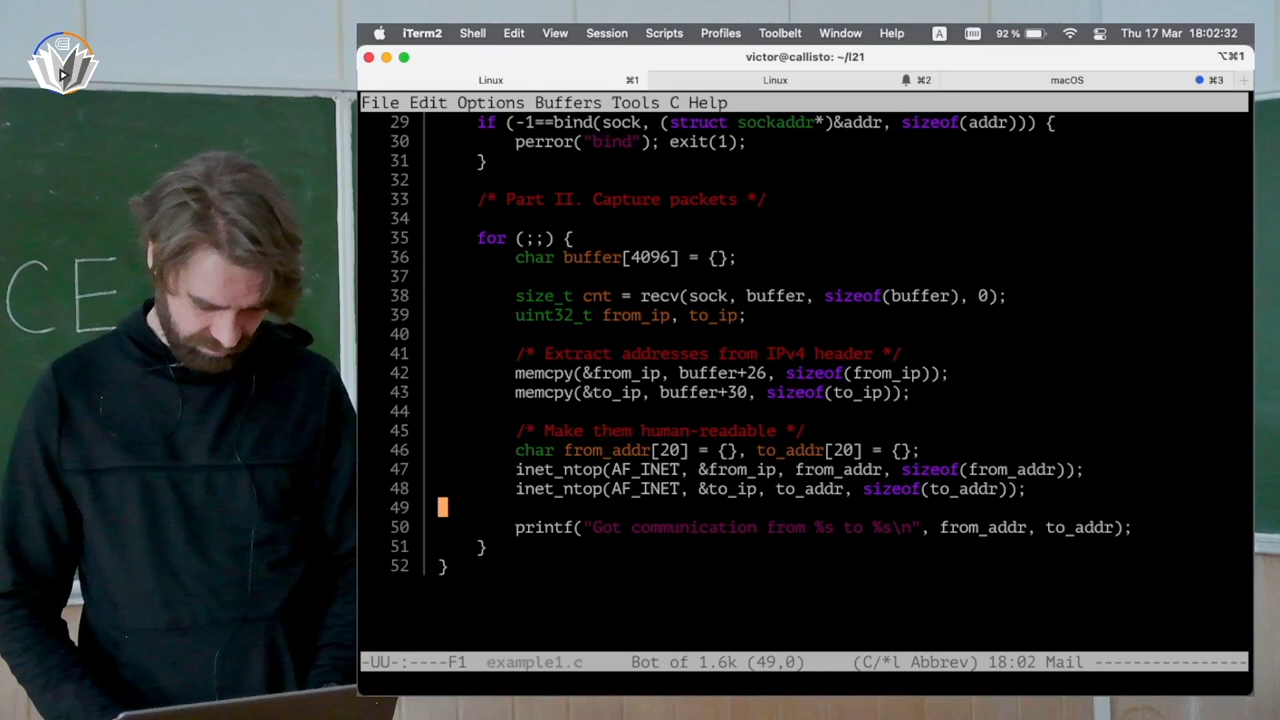 CE
iTerm2 Shell Edit View Session Scripts Profiles Toolbelt Window Help A 92 % Thu 17 Mar 18:02:32
victor@callisto: ~/l21 ⌥⌘1
Linux ⌘1 Linux ⌘2 macOS ⌘3 +
File Edit Options Buffers Tools C Help
29 if (-1==bind(sock, (struct sockaddr*)&addr, sizeof(addr))) {
30 perror("bind"); exit(1);
31 }
32
33 /* Part II. Capture packets */
34
35 for (;;) {
36 char buffer[4096] = {};
37
38 size_t cnt = recv(sock, buffer, sizeof(buffer), 0);
39 uint32_t from_ip, to_ip;
40
41 /* Extract addresses from IPv4 header */
42 memcpy(&from_ip, buffer+26, sizeof(from_ip));
43 memcpy(&to_ip, buffer+30, sizeof(to_ip));
44
45 /* Make them human-readable */
46 char from_addr[20] = {}, to_addr[20] = {};
47 inet_ntop(AF_INET, &from_ip, from_addr, sizeof(from_addr));
48 inet_ntop(AF_INET, &to_ip, to_addr, sizeof(to_addr));
49
50 printf("Got communication from %s to %s\n", from_addr, to_addr);
51 }
52 }
-UU-:----F1 example1.c Bot of 1.6k (49,0) (C/*l Abbrev) 18:02 Mail ----------------